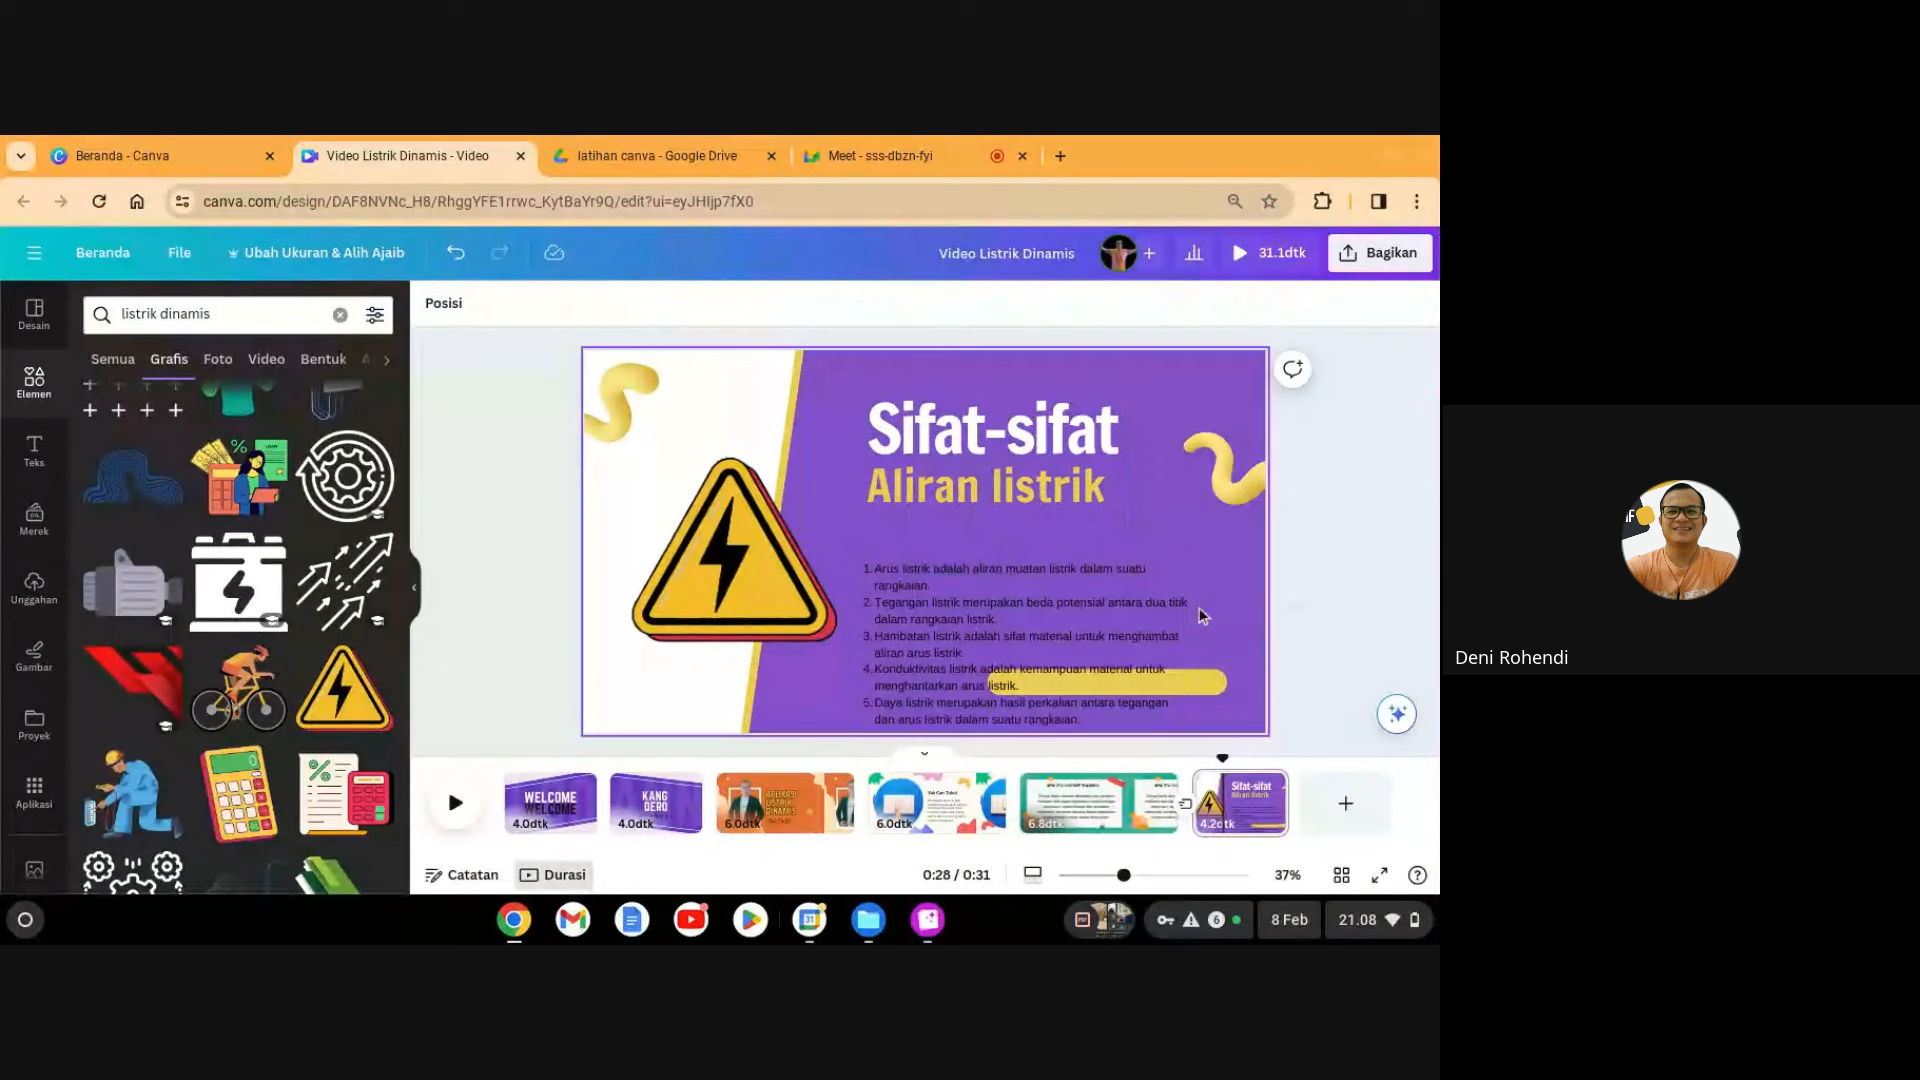 Beranda - Canva
Video Listrik Dinamis - Video
latihan canva - Google Drive
Meet - sss-dbzn-fyi
canva.com/design/DAF8NVNc_H8/RhggYFE1rrwc_KytBaYr9Q/edit?ui=eyJHIjp7fX0
Beranda
File
Ubah Ukuran & Alih Ajaib
Video Listrik Dinamis
31.1dtk
Bagikan
Desain
Elemen
Teks
Merek
Unggahan
Gambar
Proyek
Aplikasi
listrik dinamis
Semua
Grafis
Foto
Video
Bentuk
Posisi
Sifat-sifat
Aliran listrik
1. Arus listrik adalah aliran muatan listrik dalam suatu
rangkaian.
2. Tegangan listrik merupakan beda potensial antara dua titik
dalam rangkaian listrik.
3. Hambatan listrik adalah sifat material untuk menghambat
aliran arus listrik.
4. Konduktivitas listrik adalah kemampuan material untuk
menghantarkan arus listrik.
5. Daya listrik merupakan hasil perkalian antara tegangan
dan arus listrik dalam suatu rangkaian.
WELCOME
WELCOME
4.0dtk
KANG
DERO
4.0dtk
APLIKASI
LISTRIK
DINAMIS
6.0dtk
6.0dtk
6.8dtk
Sifat-sifat
Aliran listrik
4.2dtk
Catatan
Durasi
0:28 / 0:31
37%
6
8 Feb
21.08
Deni Rohendi